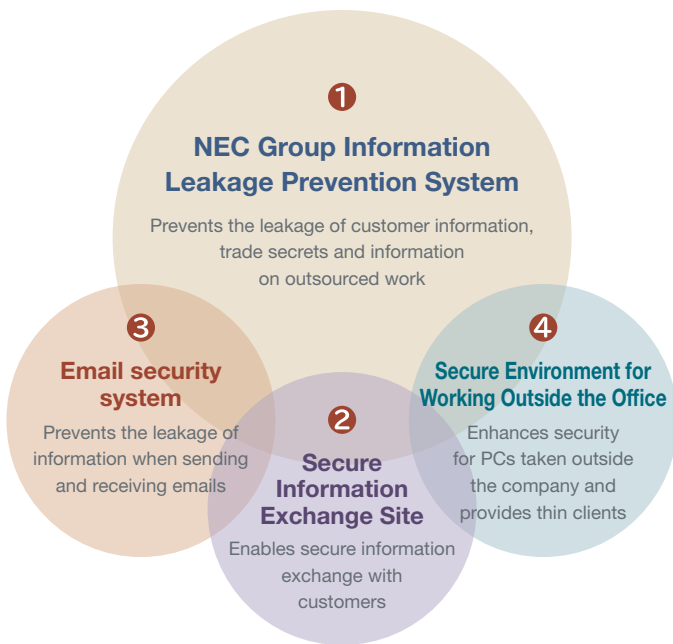 1
NEC Group Information
Leakage Prevention System
Prevents the leakage of customer information,
trade secrets and information
on outsourced work
3
Email security
system
Prevents the leakage of
information when sending
and receiving emails
2
Secure
Information
Exchange Site
Enables secure information
exchange with
customers
4
Secure Environment for
Working Outside the Office
Enhances security
for PCs taken outside
the company and
provides thin clients